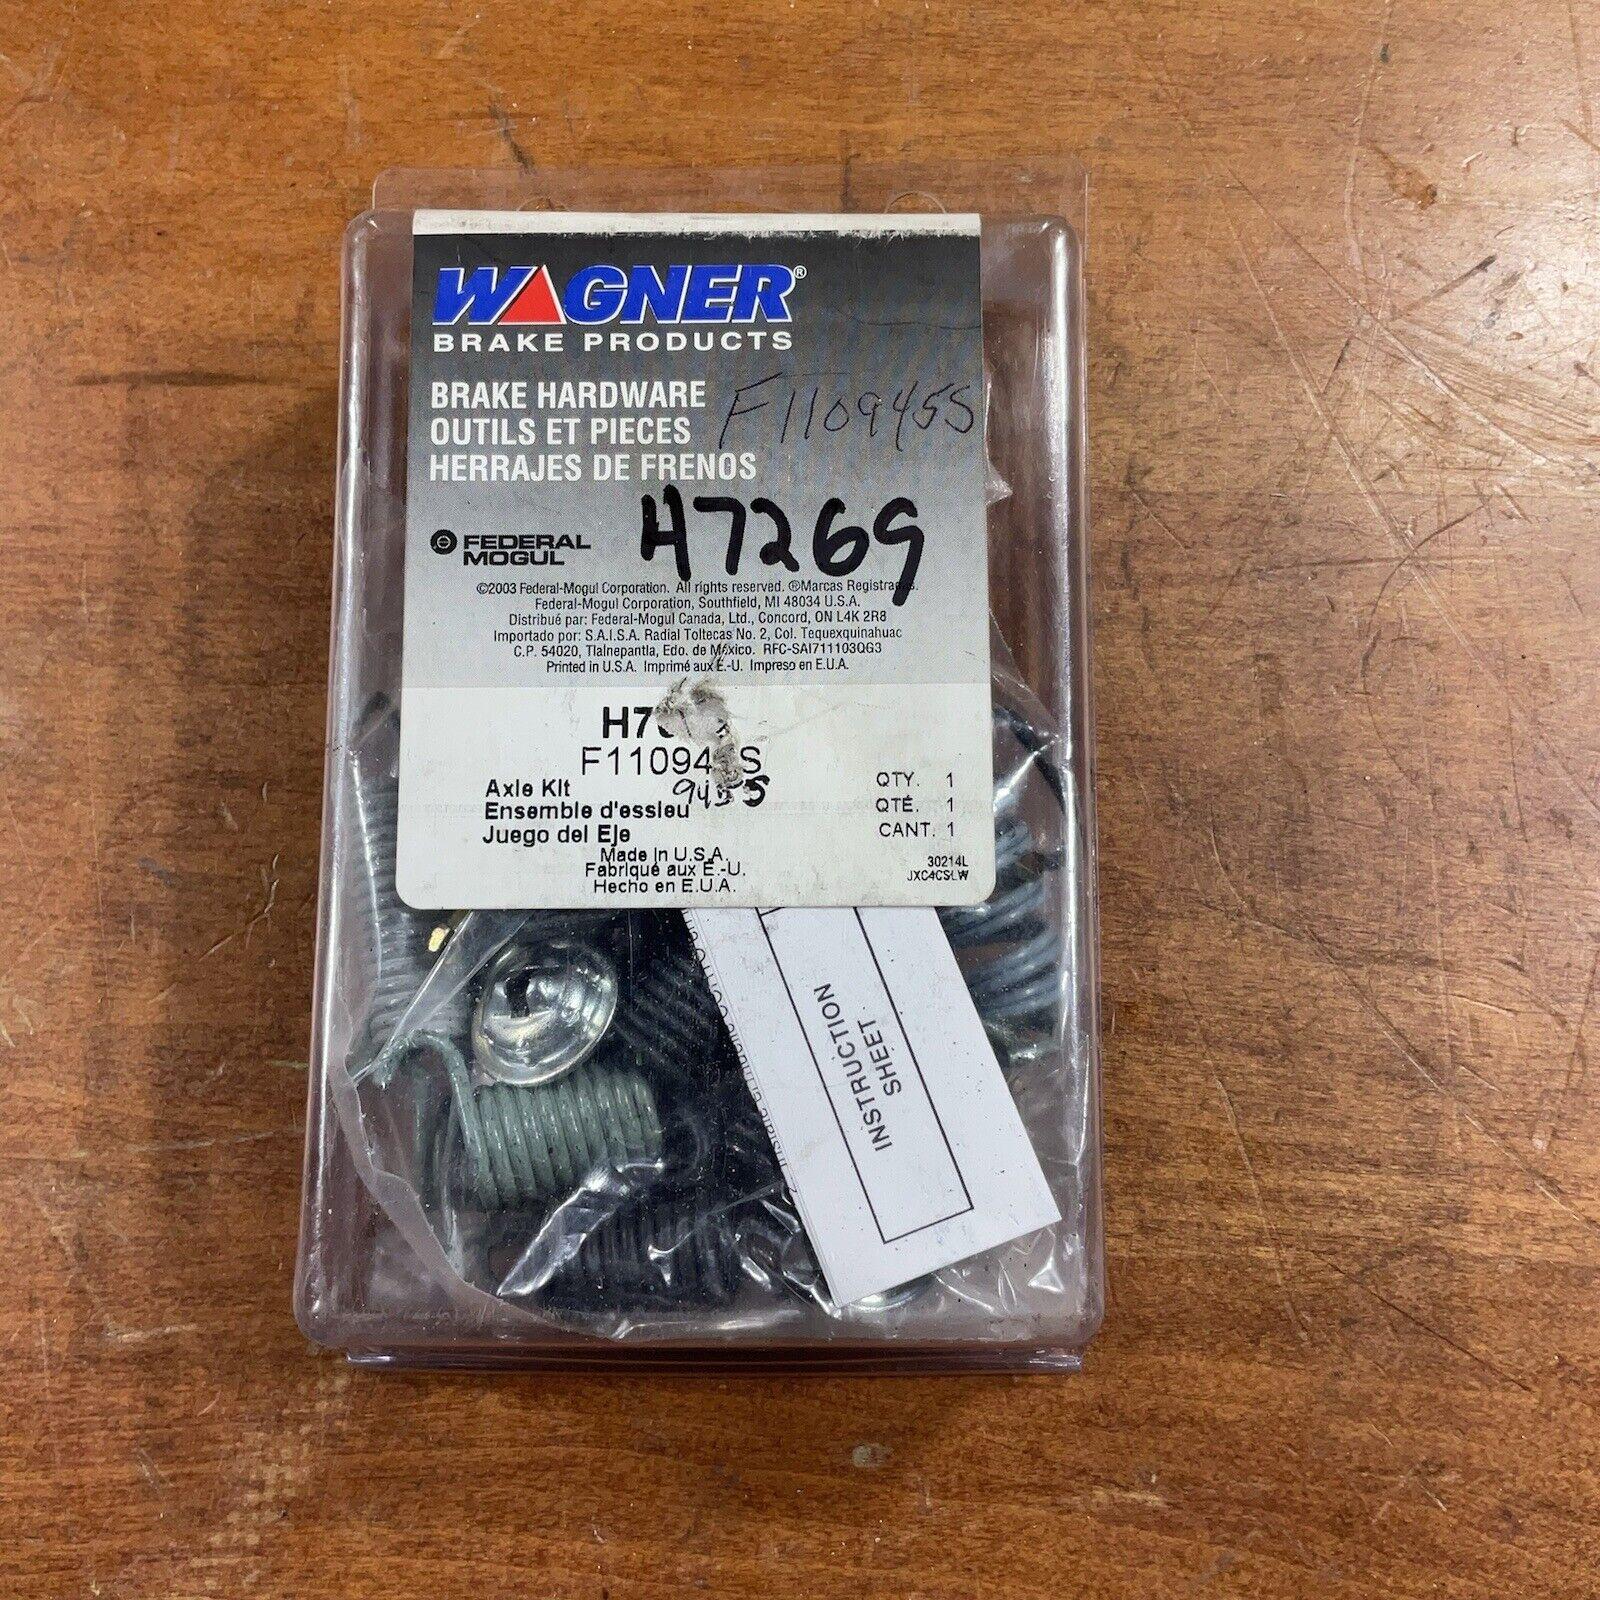 WAGNER®
BRAKE PRODUCTS
BRAKE HARDWARE
OUTILS ET PIECES
HERRAJES DE FRENOS
F110945S
H7269
FEDERAL
MOGUL
©2003 Federal-Mogul Corporation. All rights reserved. ®Marcas Registradas.
Federal-Mogul Corporation, Southfield, MI 48034 U.S.A.
Distribué par: Federal-Mogul Canada, Ltd., Concord, ON L4K 2R8
Importado por: S.A.I.S.A. Radial Toltecas No. 2, Col. Tequexquinahuac
C.P. 54020, Tlalnepantla, Edo. de México. RFC-SAI711103QG3
Printed in U.S.A. Imprimé aux É.-U. Impreso en E.U.A.
945S
Axle Kit
Ensemble d'essieu
Juego del Eje
QTY. 1
QTÉ. 1
CANT. 1
Made in U.S.A.
Fabriqué aux É.-U.
Hecho en E.U.A.
30214L
JXC4CSLW
INSTRUCTION
SHEET